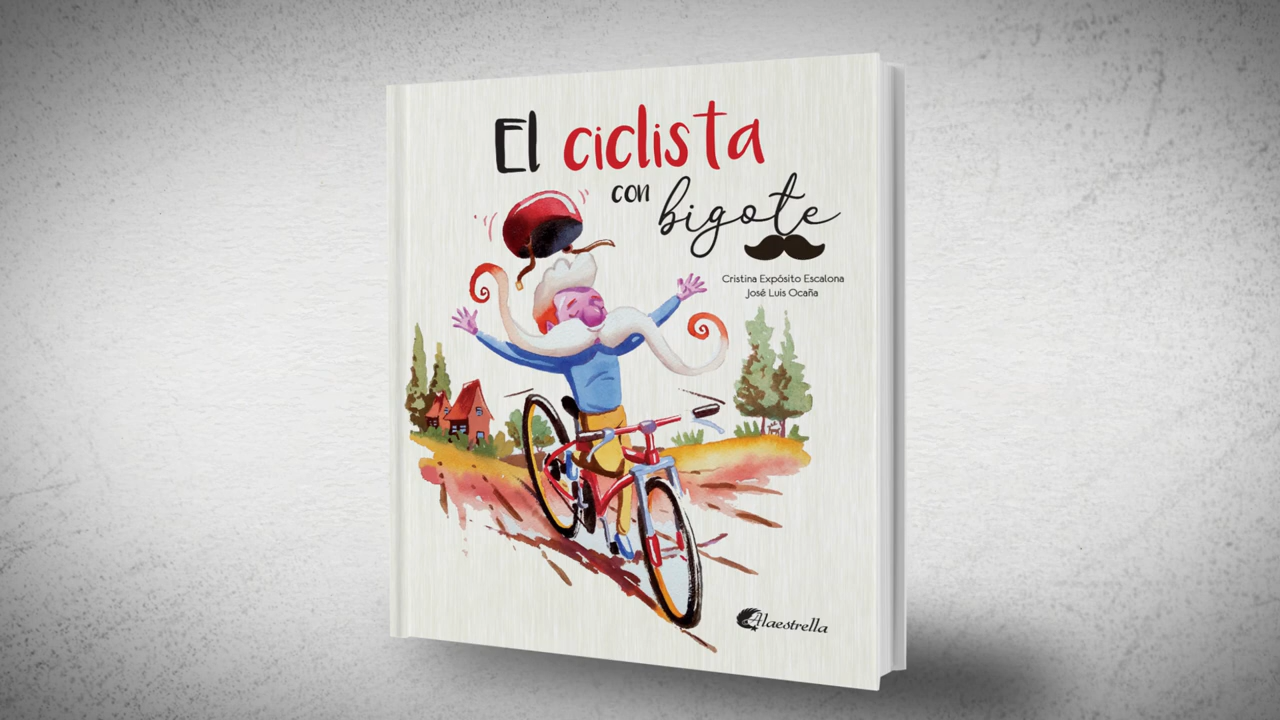 El ciclista
con bigote
Cristina Expósito Escalona
José Luis Ocaña
Alaestrella